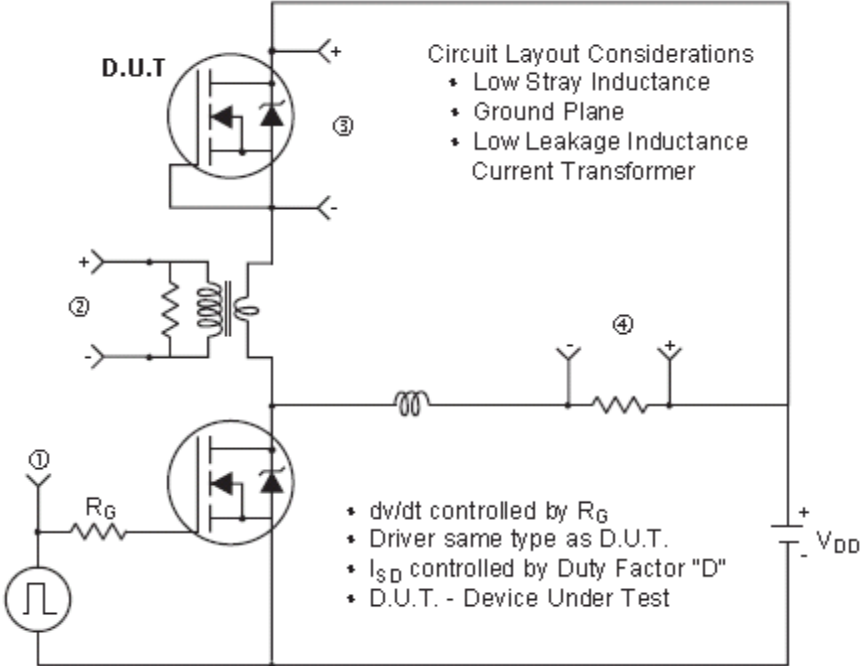 D.U.T
+
Circuit Layout Considerations
• Low Stray Inductance
• Ground Plane
• Low Leakage Inductance
Current Transformer
③
-
+
②
-
④
- +
①
RG
• dv/dt controlled by RG
• Driver same type as D.U.T.
• ISD controlled by Duty Factor "D"
• D.U.T. - Device Under Test
+
VDD
-